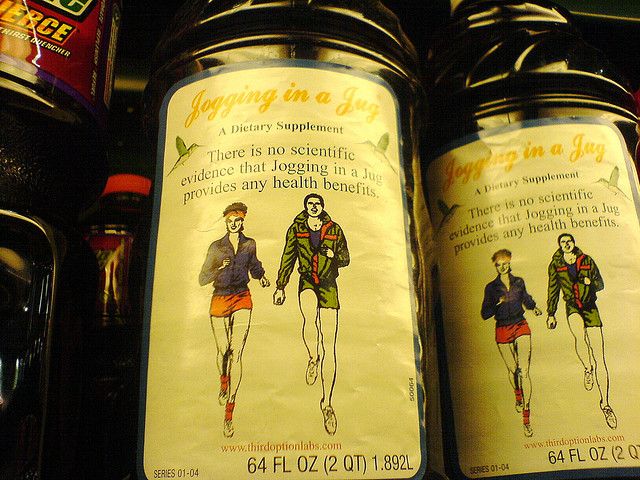 IERCE
THIRST QUENCHER
Jogging in a Jug
A Dietary Supplement
There is no scientific
evidence that Jogging in a Jug
provides any health benefits.
50090S
www.thirdoptionlabs.com
SERIES 01-04
64 FL OZ (2 QT) 1.892L
Jogging in a Jug
A Dietary Supplement
There is no scientific
evidence that Jogging in a Jug
provides any health benefits.
www.thirdoptionlabs.com
SERIES 01-04
64 FL OZ (2 Q